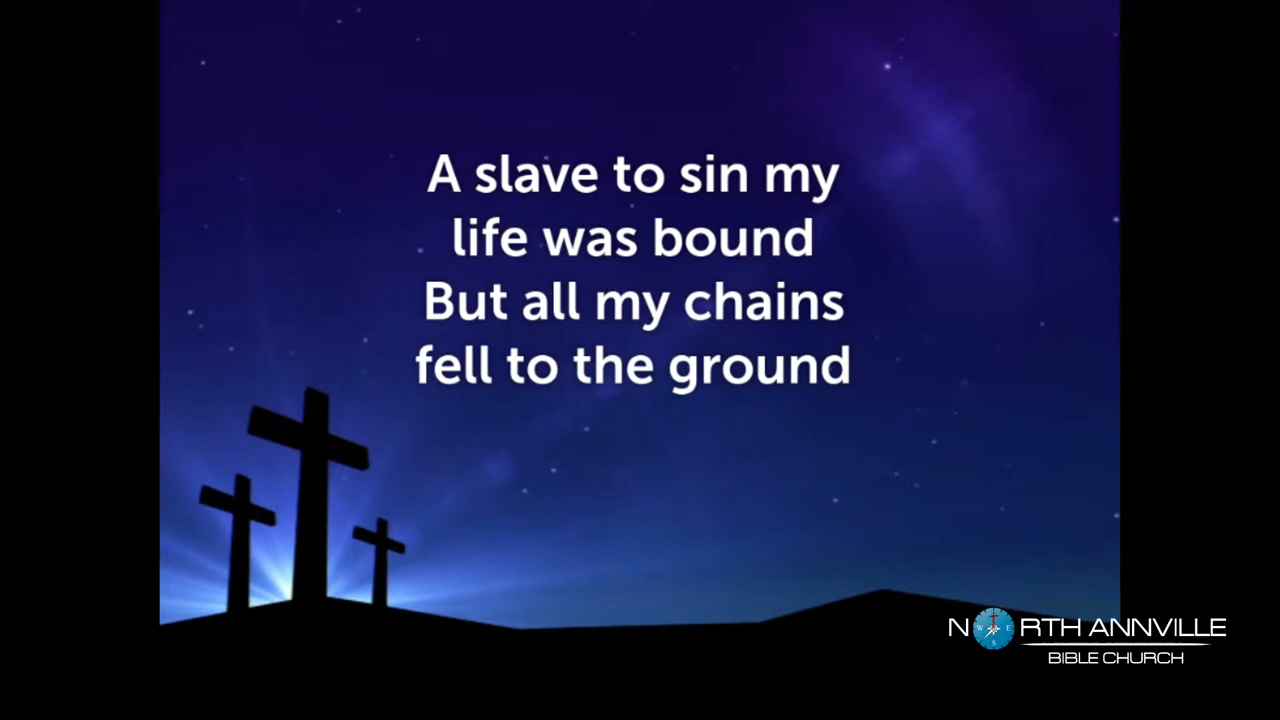 A slave to sin my
life was bound
But all my chains
fell to the ground
NORTH ANNVILLE
BIBLE CHURCH
W E
S